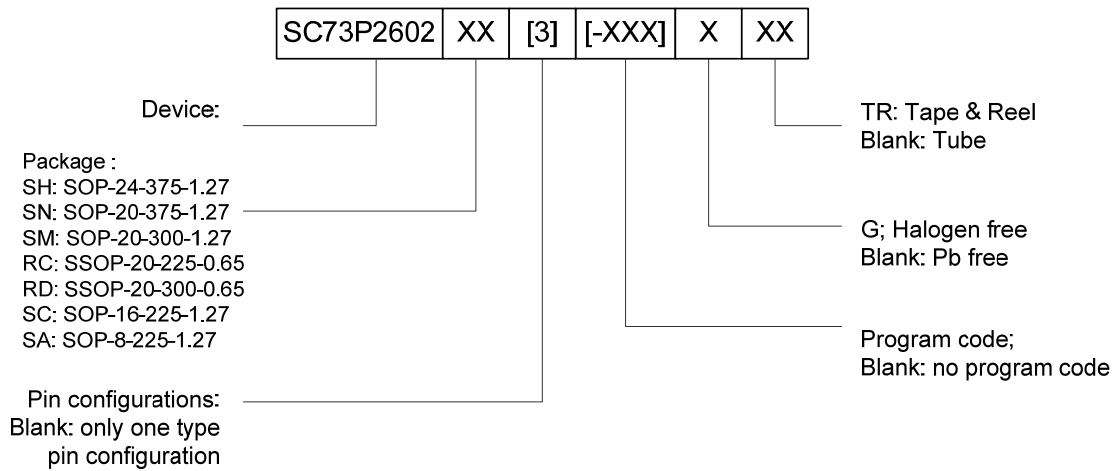 SC73P2602 XX [3] [-XXX] X XX
Device:
Package :
SH: SOP-24-375-1.27
SN: SOP-20-375-1.27
SM: SOP-20-300-1.27
RC: SSOP-20-225-0.65
RD: SSOP-20-300-0.65
SC: SOP-16-225-1.27
SA: SOP-8-225-1.27
Pin configurations:
Blank: only one type
pin configuration
TR: Tape & Reel
Blank: Tube
G; Halogen free
Blank: Pb free
Program code;
Blank: no program code